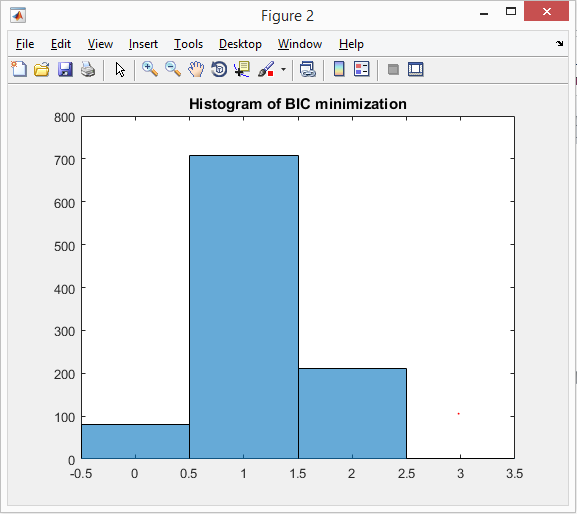 Figure 2
File Edit View Insert Tools Desktop Window Help
Histogram of BIC minimization
800
700
600
500
400
300
200
100
0
-0.5 0 0.5 1 1.5 2 2.5 3 3.5